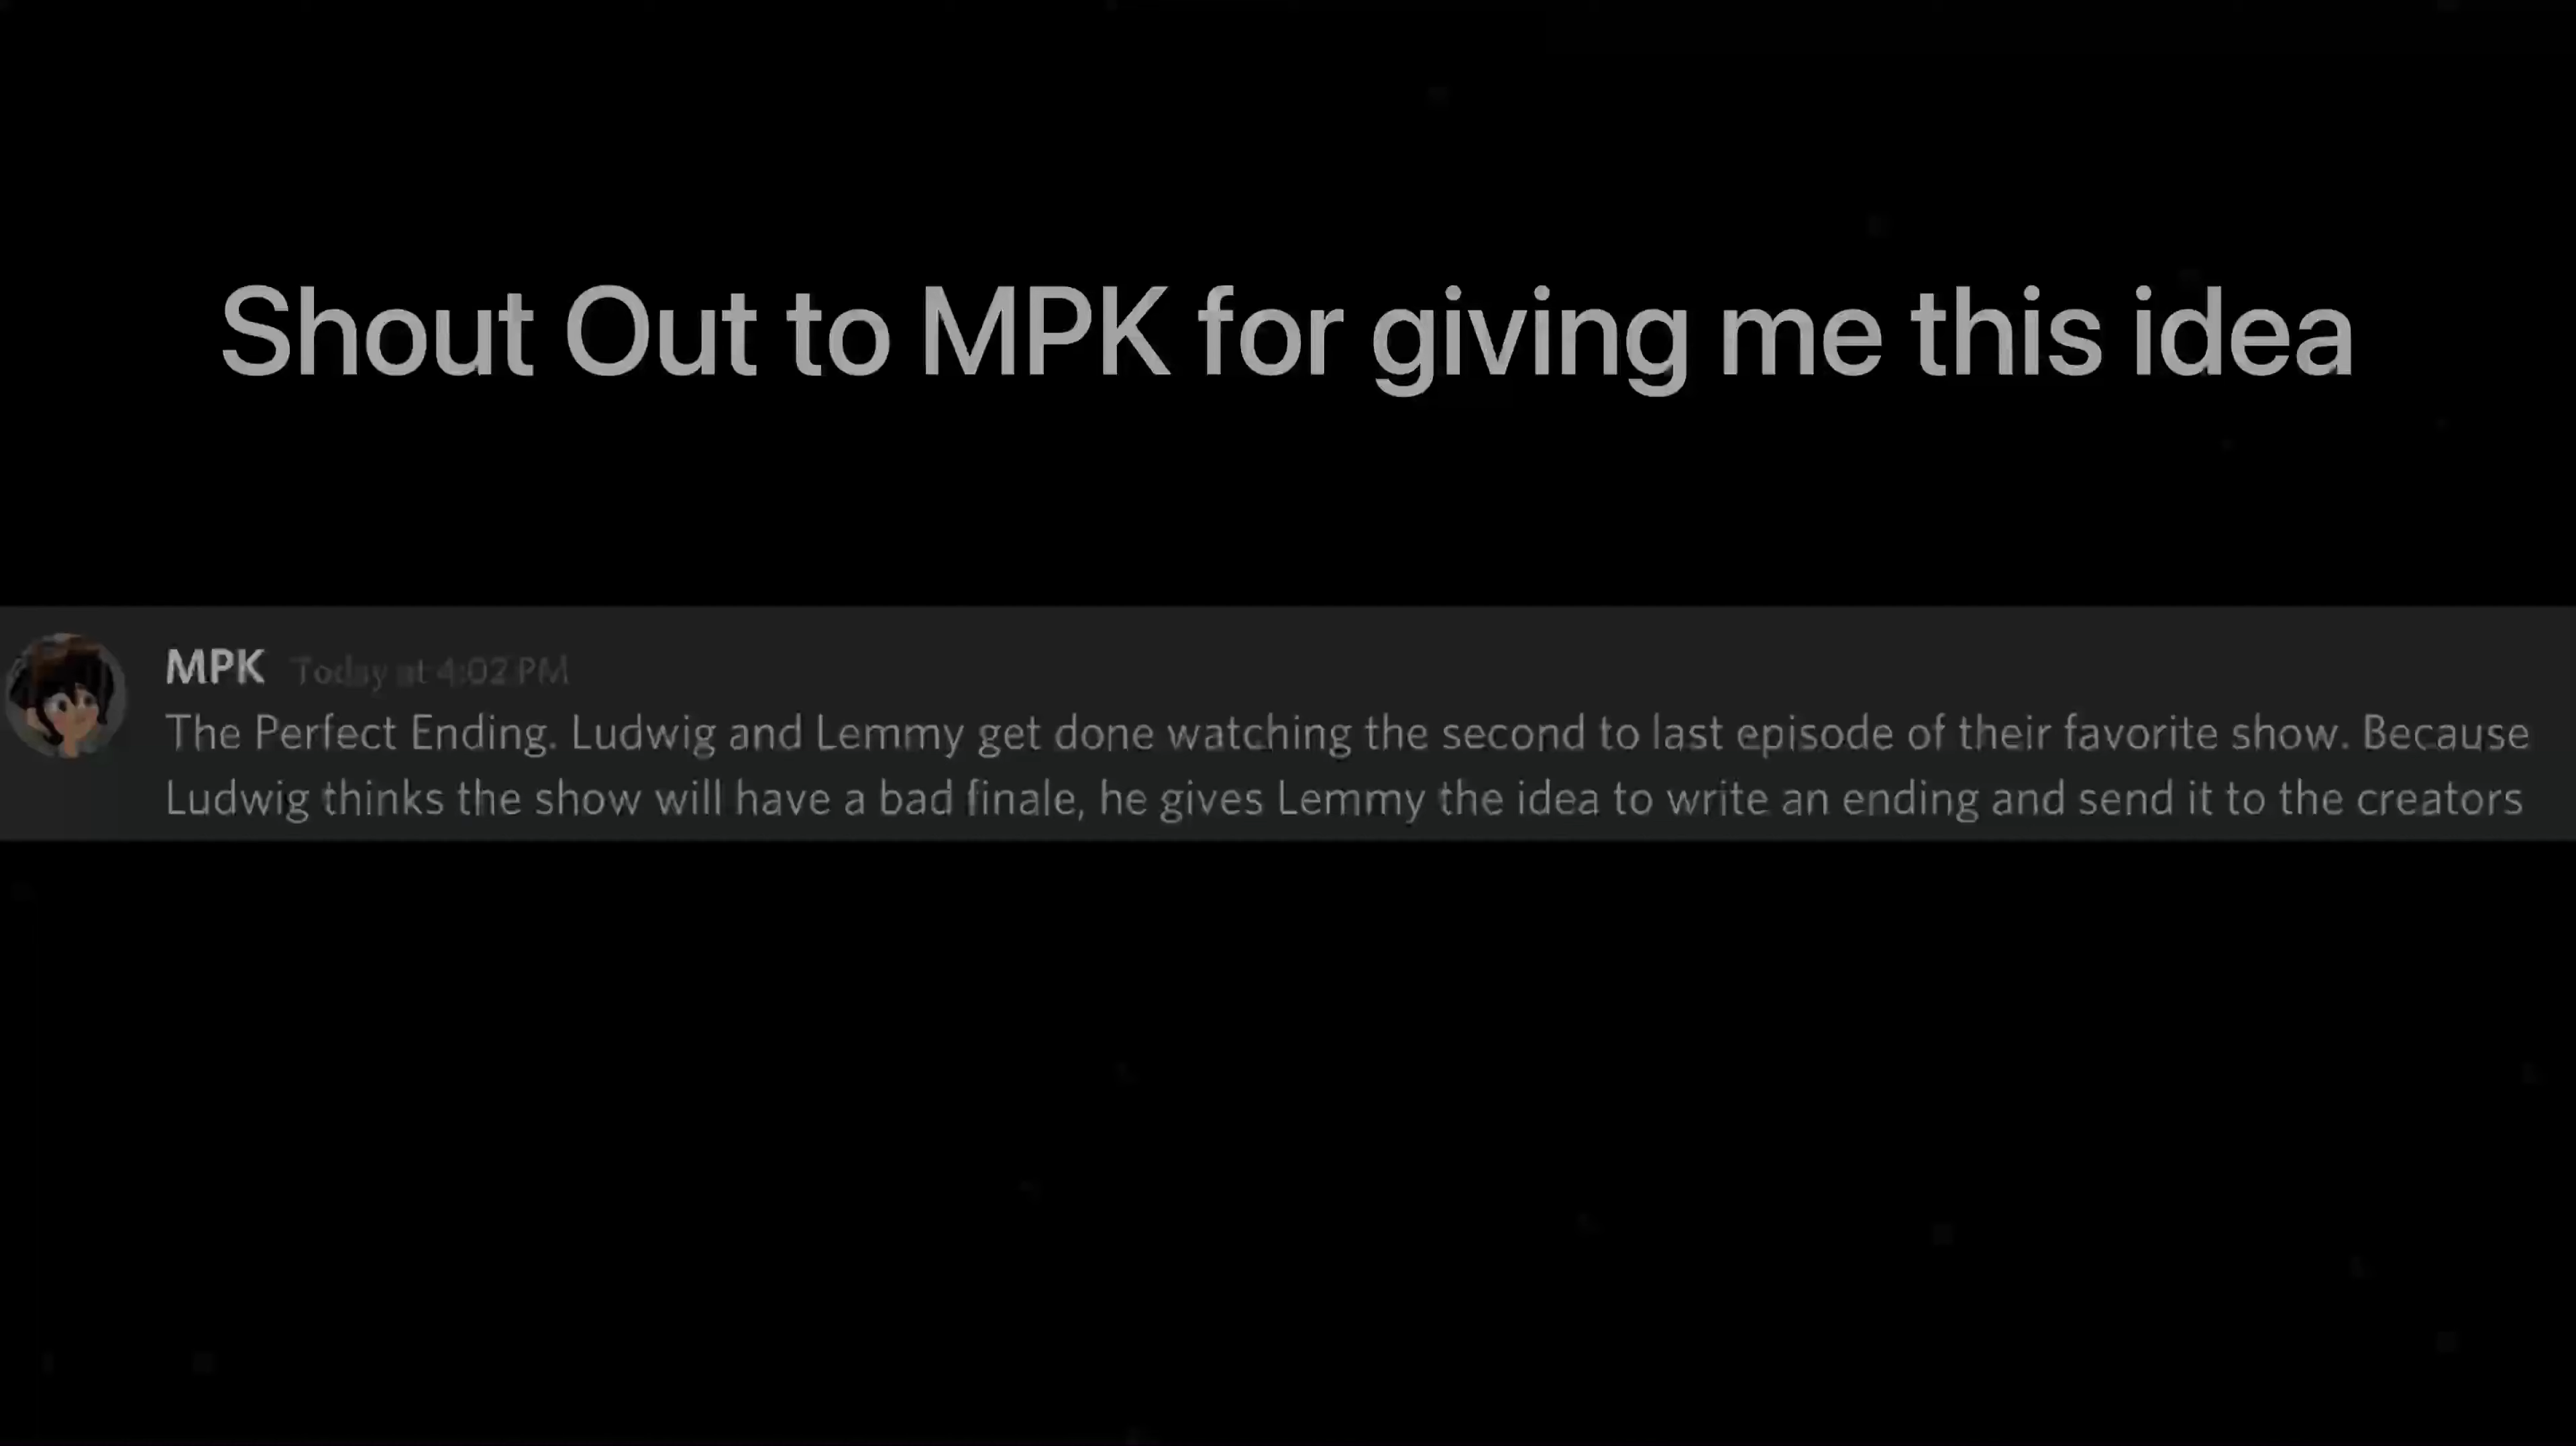 Shout Out to MPK for giving me this idea
MPK Today at 4:02 PM
The Perfect Ending. Ludwig and Lemmy get done watching the second to last episode of their favorite show. Because
Ludwig thinks the show will have a bad finale, he gives Lemmy the idea to write an ending and send it to the creators